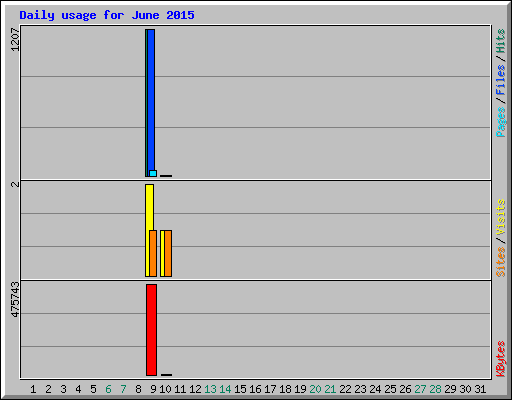 Daily usage for June 2015
1207
2
475743
Pages / Files / Hits
Sites / Visits
KBytes
1 2 3 4 5 6 7 8 9 10 11 12 13 14 15 16 17 18 19 20 21 22 23 24 25 26 27 28 29 30 31